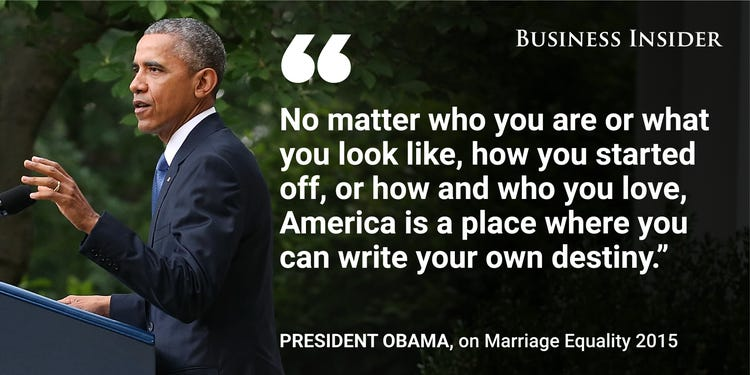 BUSINESS INSIDER
“
No matter who you are or what
you look like, how you started
off, or how and who you love,
America is a place where you
can write your own destiny.”
PRESIDENT OBAMA, on Marriage Equality 2015